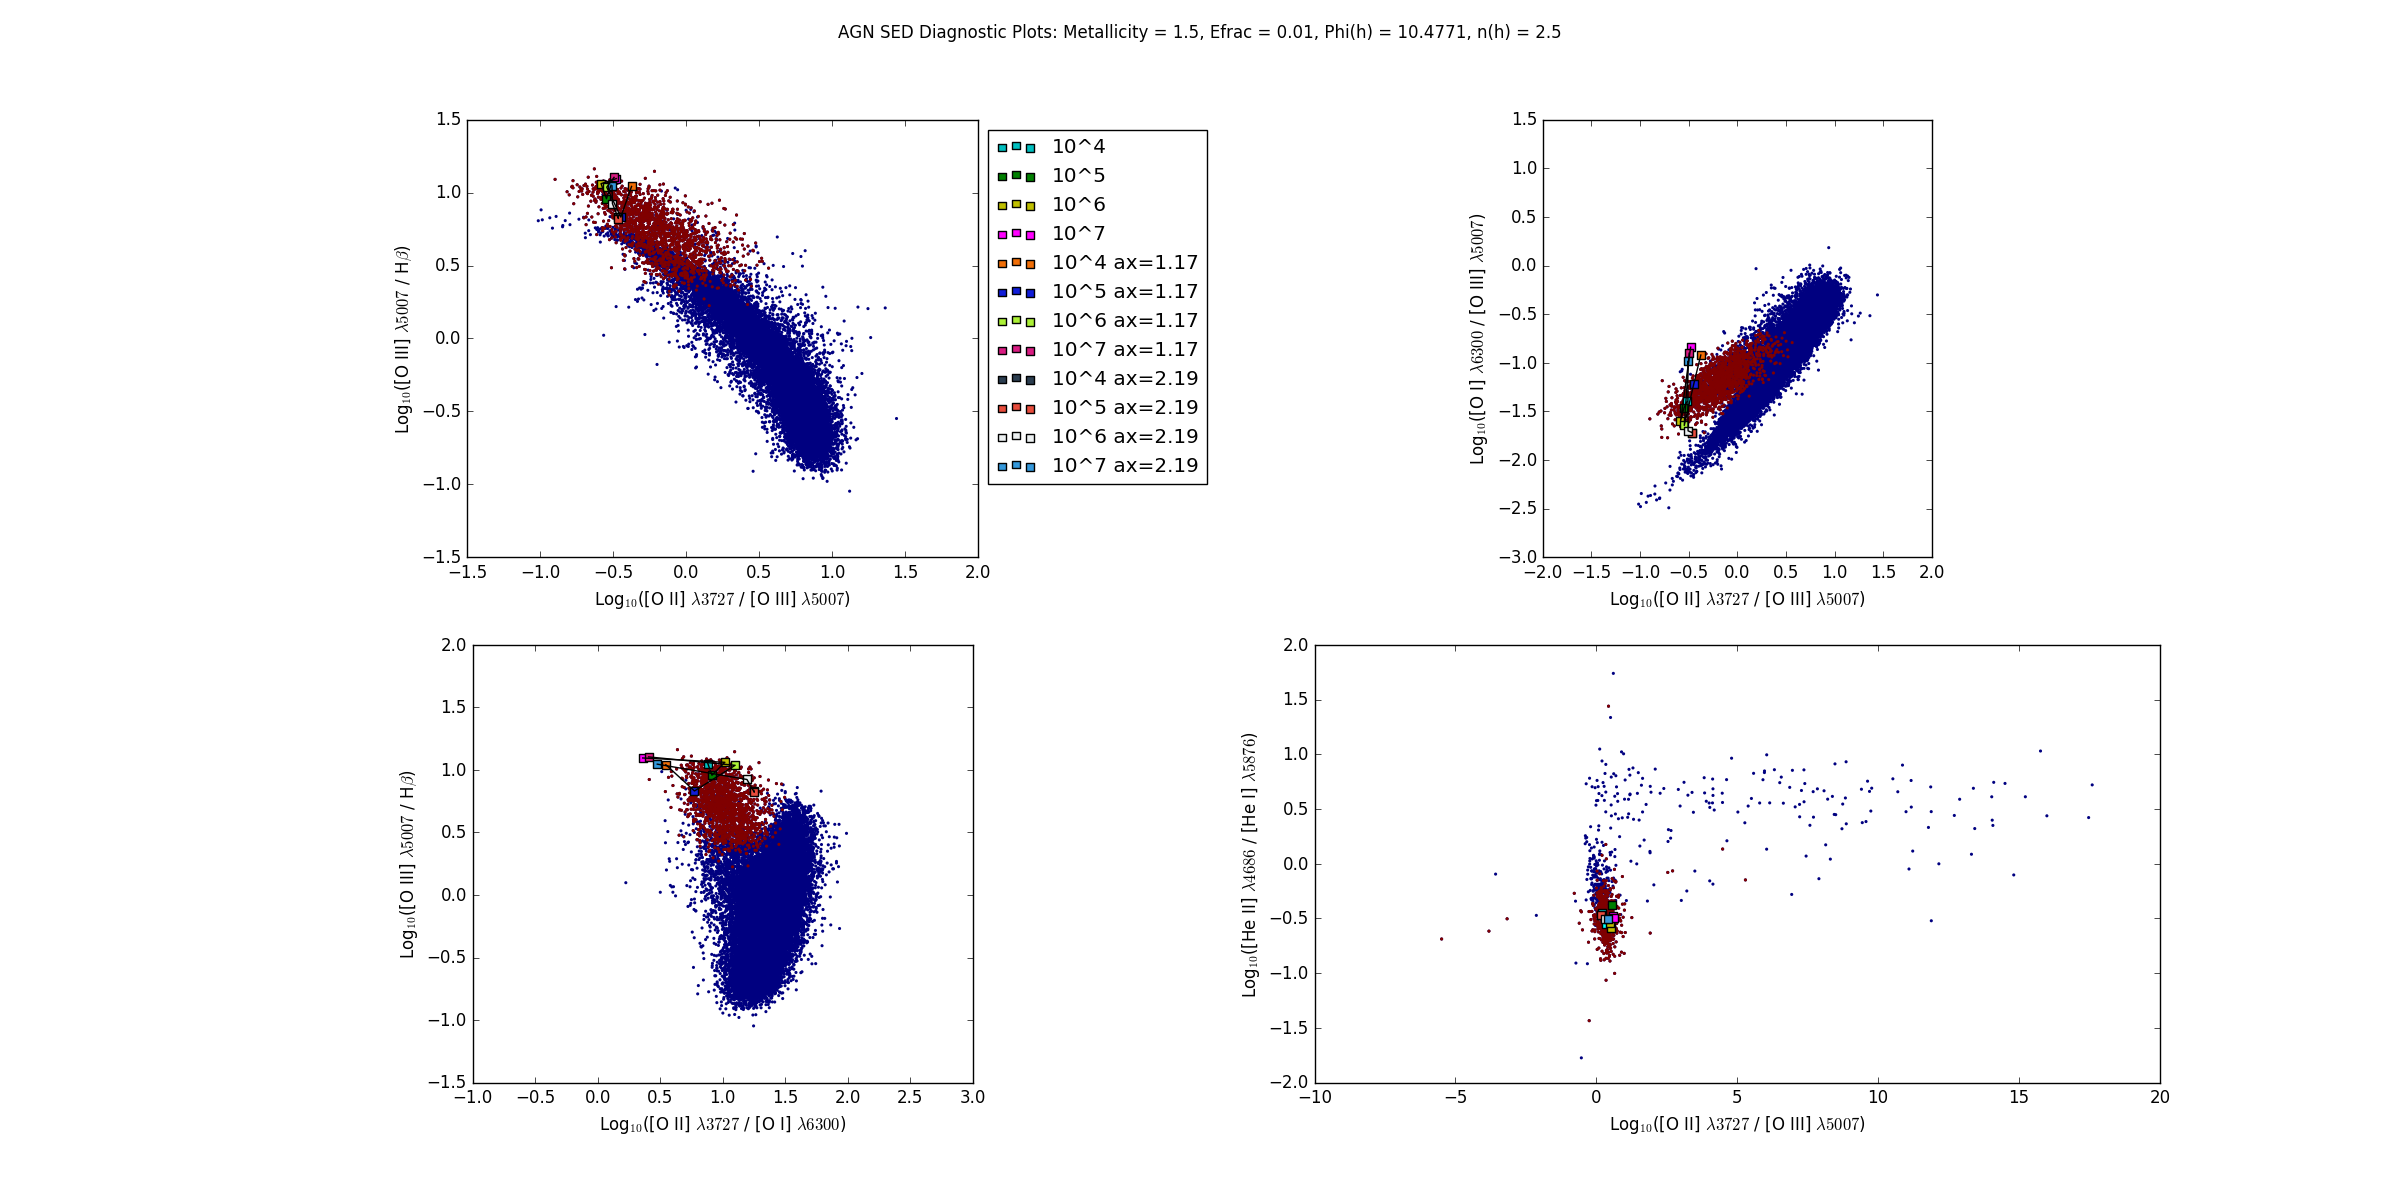 AGN SED Diagnostic Plots: Metallicity = 1.5, Efrac = 0.01, Phi(h) = 10.4771, n(h) = 2.5
1.5
1.0
0.5
0.0
−0.5
−1.0
−1.5
−1.5 −1.0 −0.5 0.0 0.5 1.0 1.5 2.0
Log₁₀([O III] λ5007 / Hβ)
Log₁₀([O II] λ3727 / [O III] λ5007)
10^4
10^5
10^6
10^7
10^4 ax=1.17
10^5 ax=1.17
10^6 ax=1.17
10^7 ax=1.17
10^4 ax=2.19
10^5 ax=2.19
10^6 ax=2.19
10^7 ax=2.19
1.5
1.0
0.5
0.0
−0.5
−1.0
−1.5
−2.0
−2.5
−3.0
−2.0 −1.5 −1.0 −0.5 0.0 0.5 1.0 1.5 2.0
Log₁₀([O I] λ6300 / [O III] λ5007)
Log₁₀([O II] λ3727 / [O III] λ5007)
2.0
1.5
1.0
0.5
0.0
−0.5
−1.0
−1.5
−1.0 −0.5 0.0 0.5 1.0 1.5 2.0 2.5 3.0
Log₁₀([O III] λ5007 / Hβ)
Log₁₀([O II] λ3727 / [O I] λ6300)
2.0
1.5
1.0
0.5
0.0
−0.5
−1.0
−1.5
−2.0
−10 −5 0 5 10 15 20
Log₁₀([He II] λ4686 / [He I] λ5876)
Log₁₀([O II] λ3727 / [O III] λ5007)